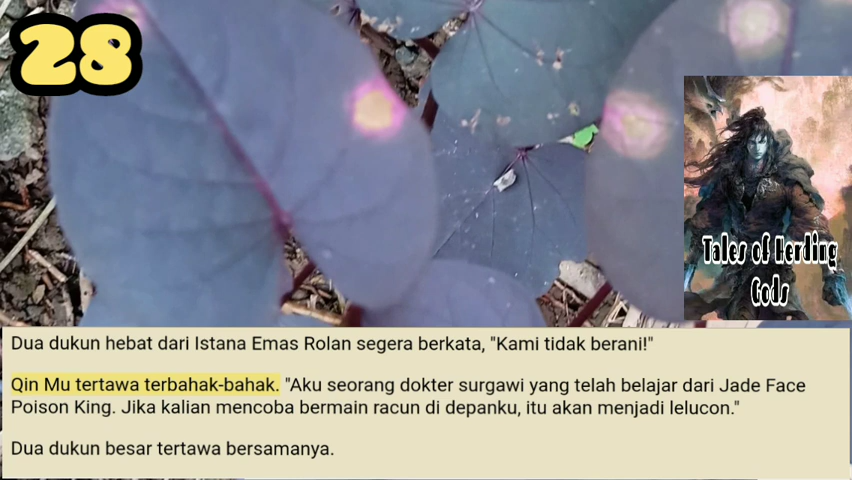 28
Tales of Herding
Gods
Dua dukun hebat dari Istana Emas Rolan segera berkata, "Kami tidak berani!"
Qin Mu tertawa terbahak-bahak. "Aku seorang dokter surgawi yang telah belajar dari Jade Face
Poison King. Jika kalian mencoba bermain racun di depanku, itu akan menjadi lelucon."
Dua dukun besar tertawa bersamanya.